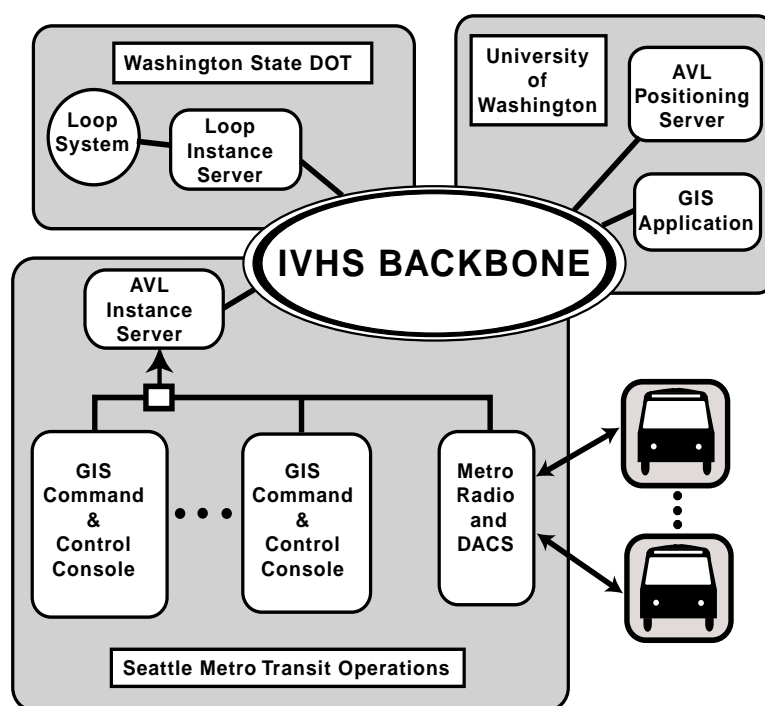 Washington State DOT
Loop
System
Loop
Instance
Server
University
of
Washington
AVL
Positioning
Server
GIS
Application
IVHS BACKBONE
AVL
Instance
Server
GIS
Command
&
Control
Console
GIS
Command
&
Control
Console
Metro
Radio
and
DACS
Seattle Metro Transit Operations